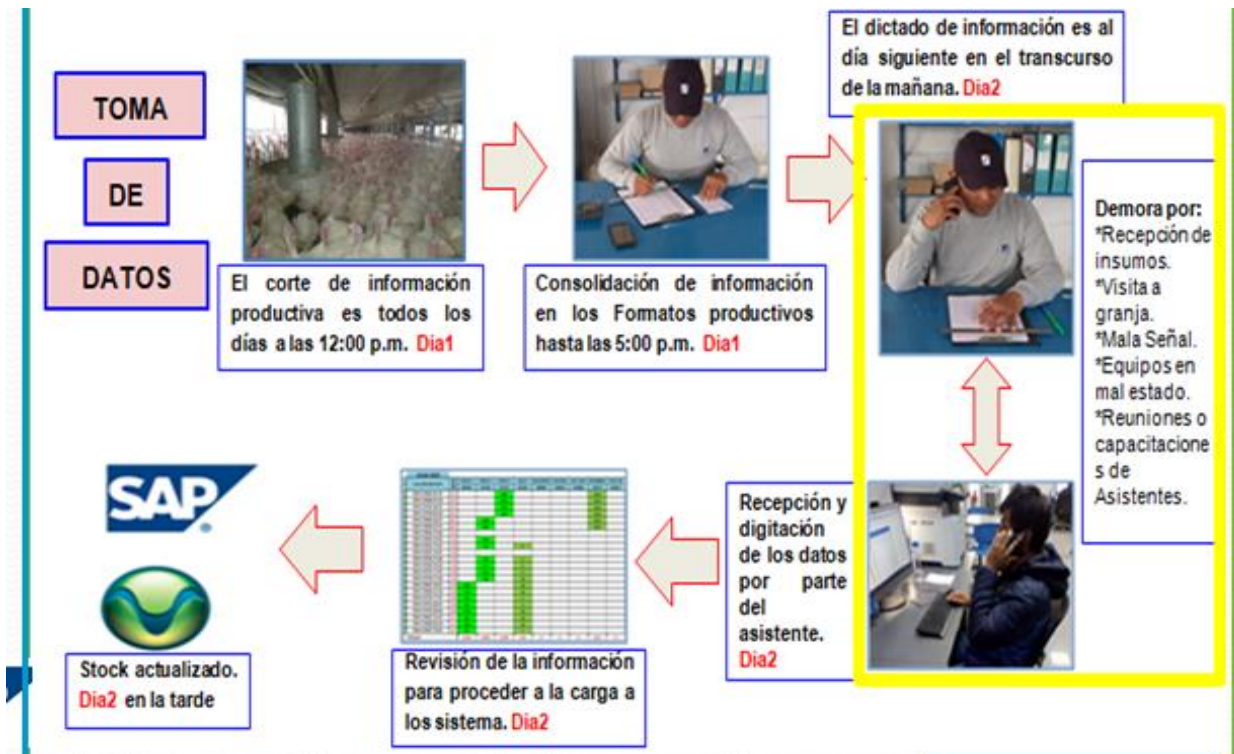 TOMA
DE
DATOS
El corte de información
productiva es todos los
días a las 12:00 p.m. Dia1
Consolidación de información
en los Formatos productivos
hasta las 5:00 p.m. Dia1
El dictado de información es al
día siguiente en el transcurso
de la mañana. Dia2
Demora por:
*Recepción de
insumos.
*Visita a
granja.
*Mala Señal.
*Equipos en
mal estado.
*Reuniones o
capacitacione
s de
Asistentes.
Recepción y
digitación
de los datos
por parte
del
asistente.
Dia2
Revisión de la información
para proceder a la carga a
los sistema. Dia2
SAP
Stock actualizado.
Dia2 en la tarde